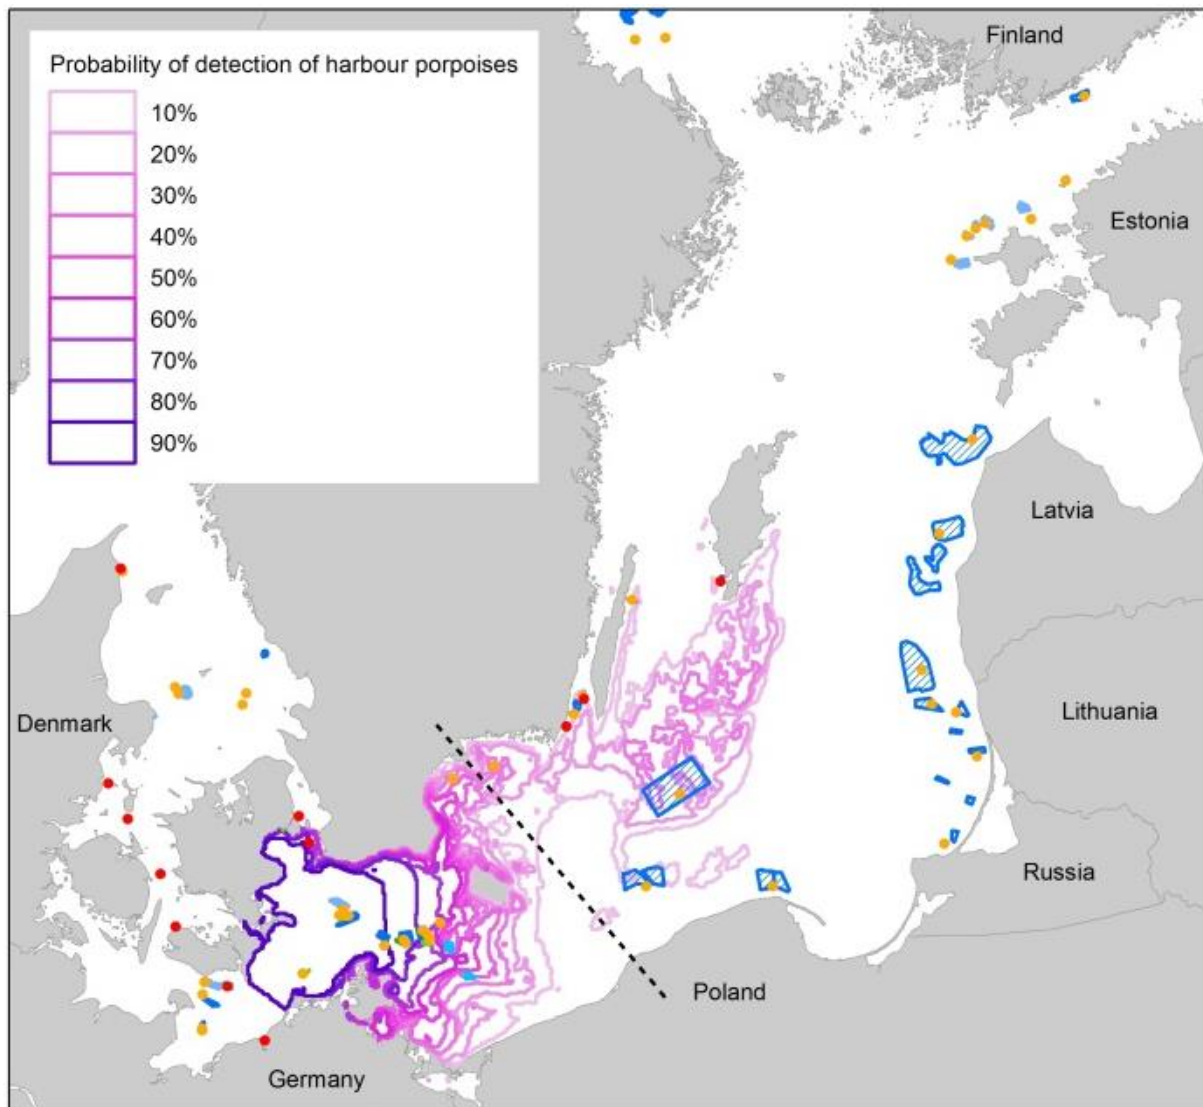 Finland
Probability of detection of harbour porpoises
10%
20%
30%
40%
50%
60%
70%
80%
90%
Estonia
Latvia
Lithuania
Denmark
Russia
Poland
Germany